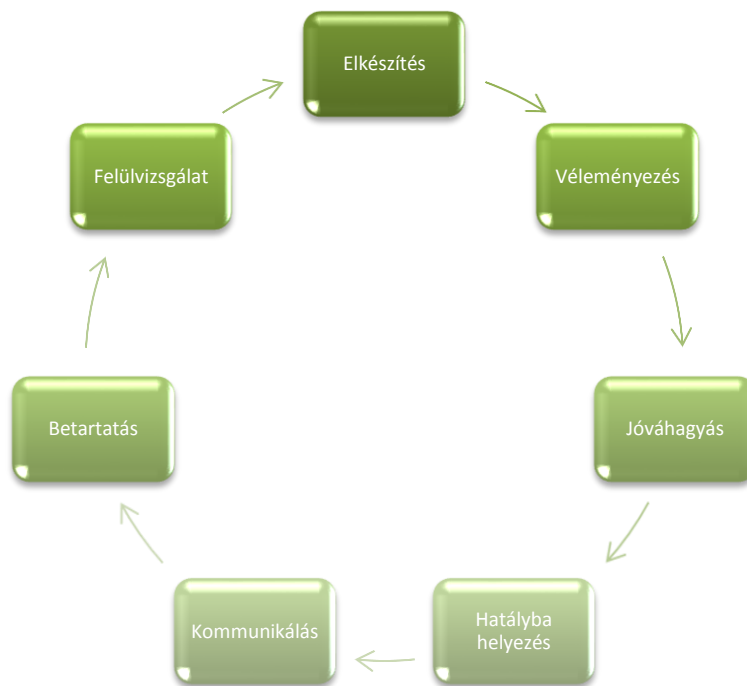 Elkészítés
Véleményezés
Jóváhagyás
Hatályba
helyezés
Kommunikálás
Betartatás
Felülvizsgálat